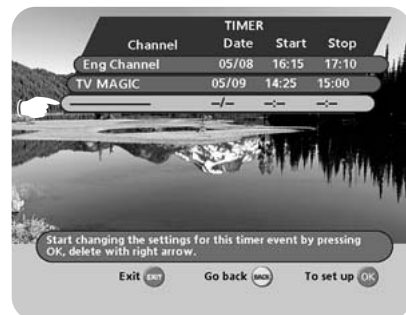 TIMER
Channel Date Start Stop
Eng Channel 05/08 16:15 17:10
TV MAGIC 05/09 14:25 15:00
———— –/– –:– –:–
Start changing the settings for this timer event by pressing
OK, delete with right arrow.
Exit EXIT Go back BACK To set up OK